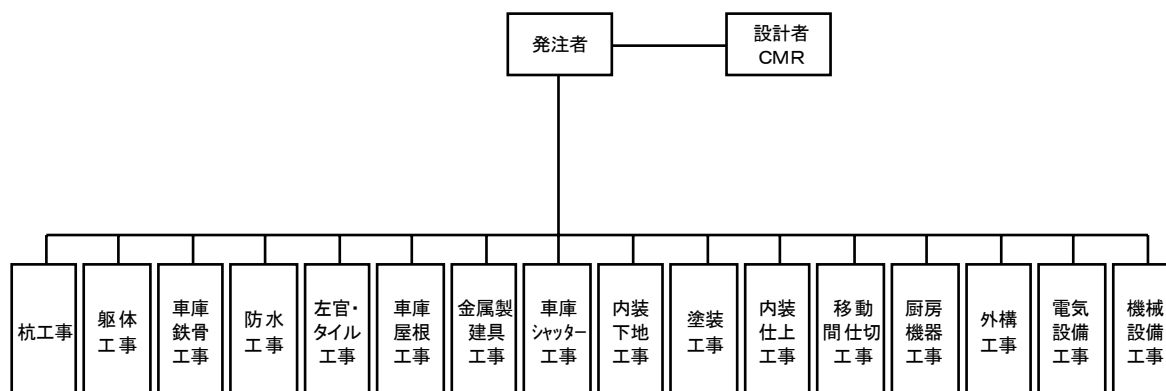 発注者
設計者
ＣＭＲ
杭工事
躯体
工事
車庫
鉄骨
工事
防水
工事
左官・
タイル
工事
車庫
屋根
工事
金属製
建具
工事
車庫
ｼｬｯﾀｰ
工事
内装
下地
工事
塗装
工事
内装
仕上
工事
移動
間仕切
工事
厨房
機器
工事
外構
工事
電気
設備
工事
機械
設備
工事